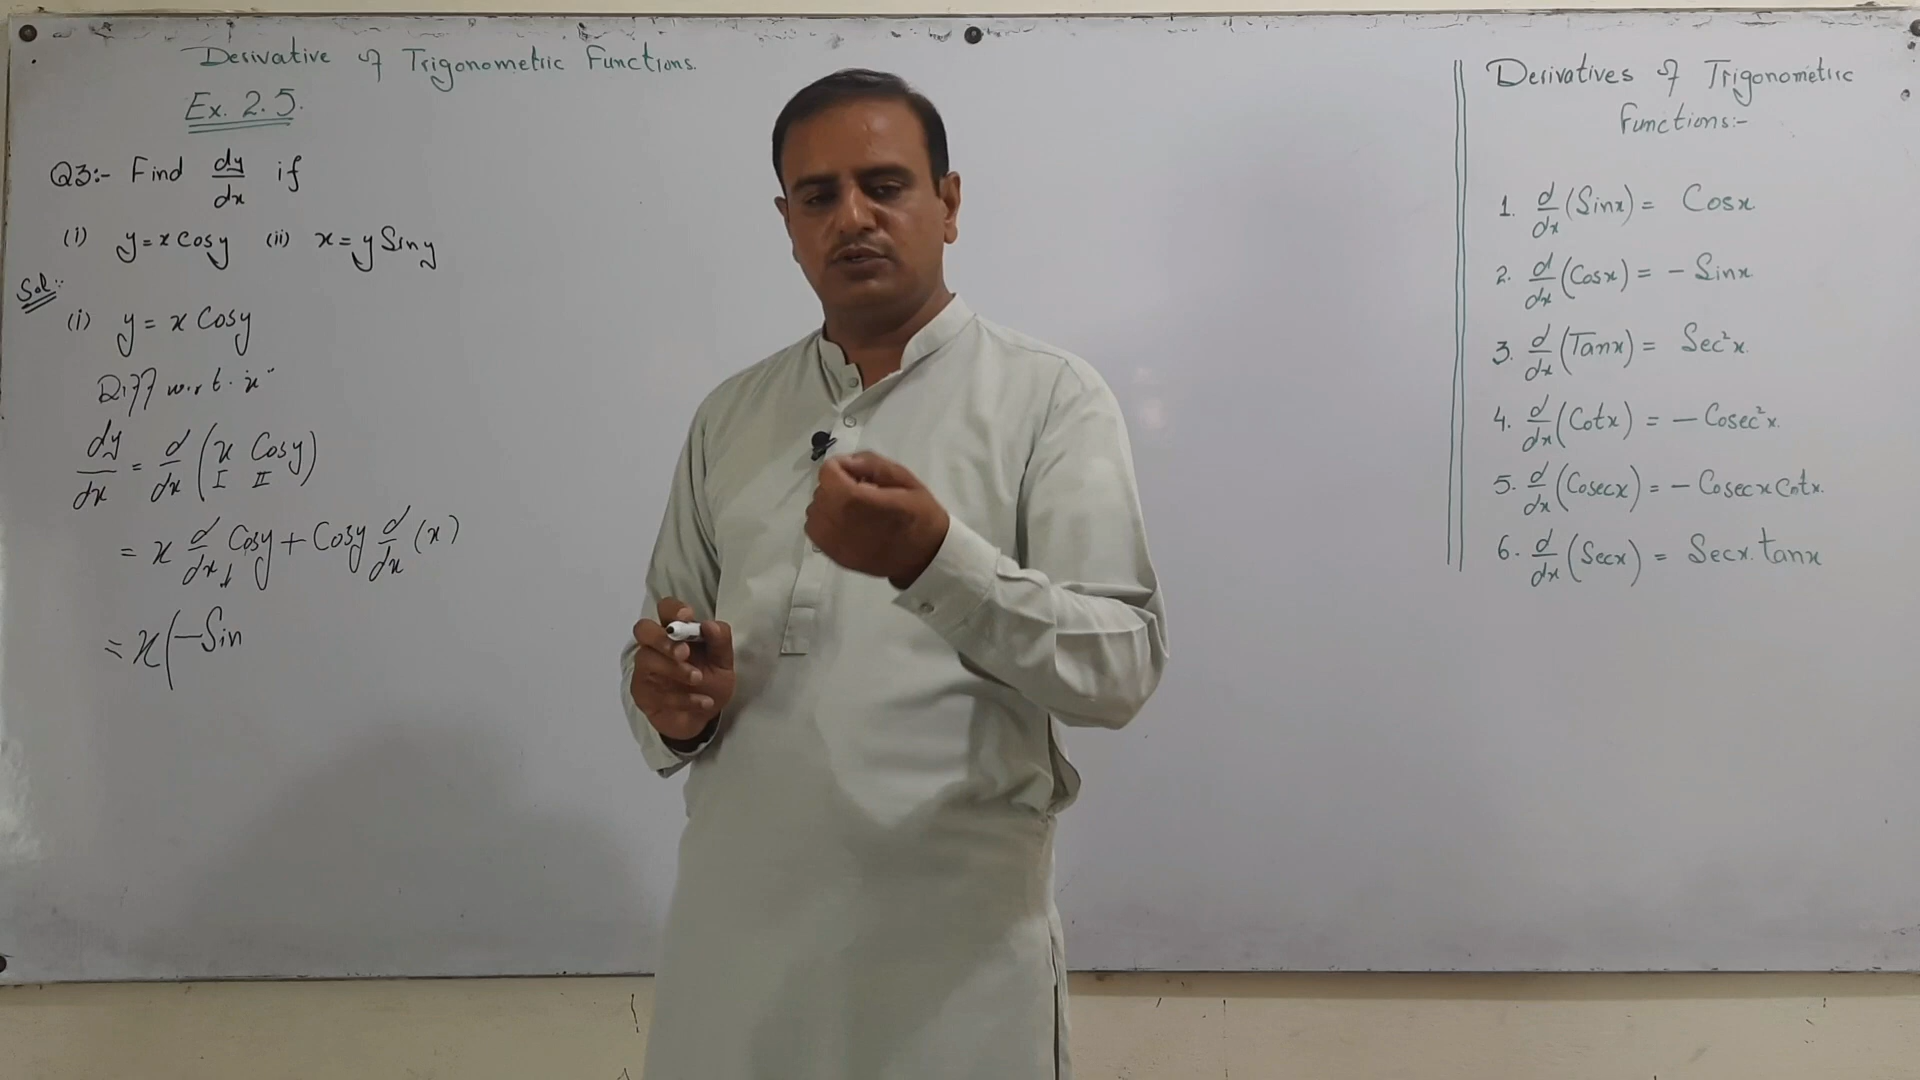 Derivative of Trigonometric Functions.
Ex. 2.5.
Q3:- Find dy/dx if
(i) y = x Cosy (ii) x = y Siny
Sol:-
(i) y = x Cosy
Diff w.r.t. "x"
dy/dx = d/dx (x Cosy)
I II
= x d/dx Cosy + Cosy d/dx (x)
= x(-Sin
Derivatives of Trigonometric
Functions:-
1. d/dx (Sinx) = Cosx
2. d/dx (Cosx) = - Sinx
3. d/dx (Tanx) = Sec²x.
4. d/dx (Cotx) = - Cosec²x.
5. d/dx (Cosecx) = - Cosecx Cotx.
6. d/dx (Secx) = Secx. tanx